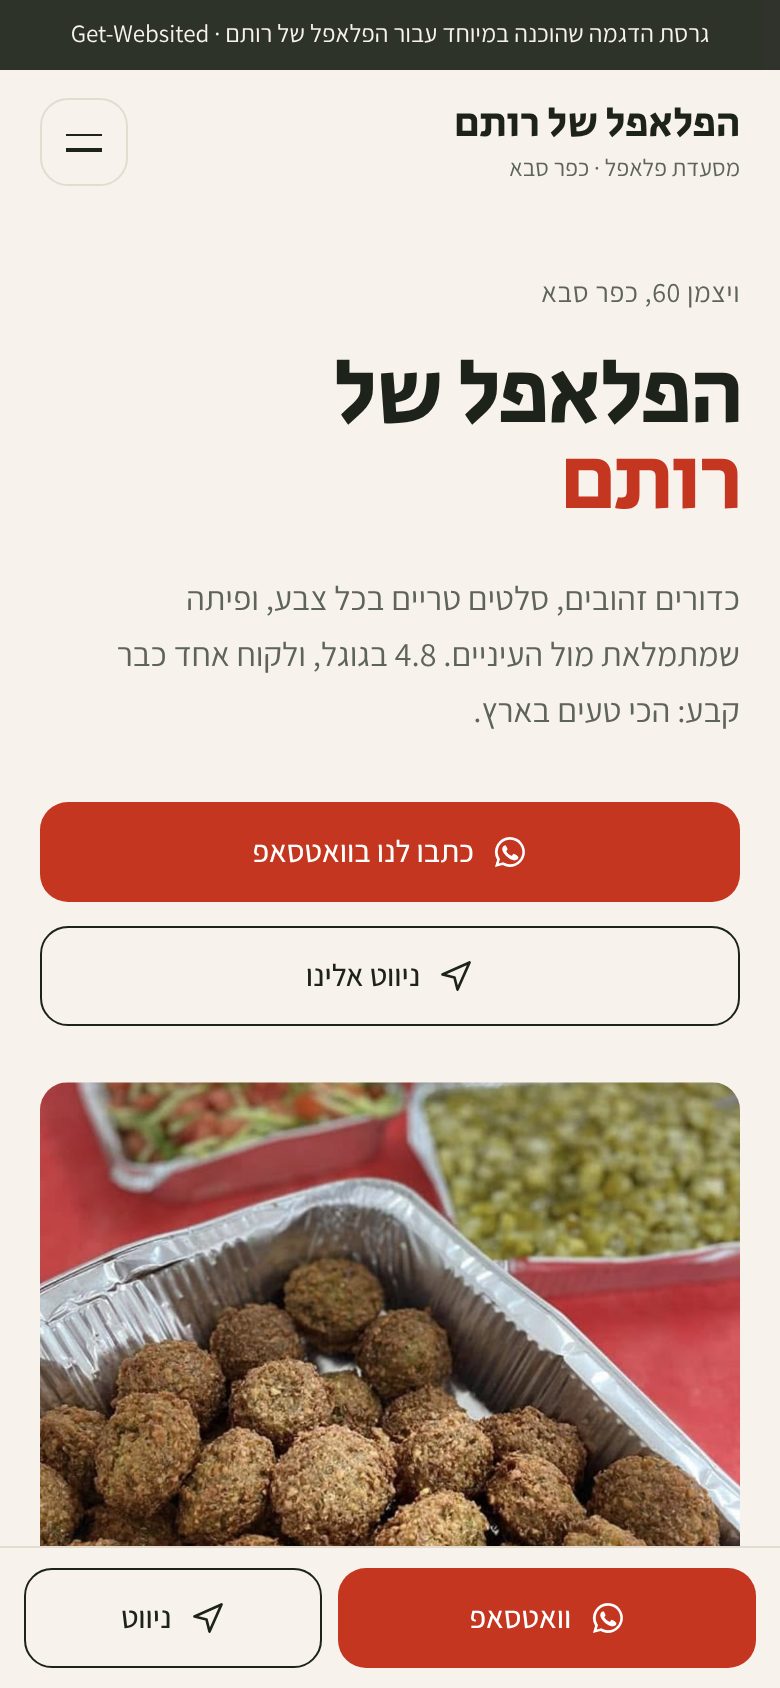 גרסת הדגמה שהוכנה במיוחד עבור הפלאפל של רותם · Get-Websited
הפלאפל של רותם
מסעדת פלאפל · כפר סבא
ויצמן 60, כפר סבא
הפלאפל של
רותם
כדורים זהובים, סלטים טריים בכל צבע, ופיתה
שמתמלאת מול העיניים. 4.8 בגוגל, ולקוח אחד כבר
קבע: הכי טעים בארץ.
כתבו לנו בוואטסאפ
ניווט אלינו
וואטסאפ
ניווט